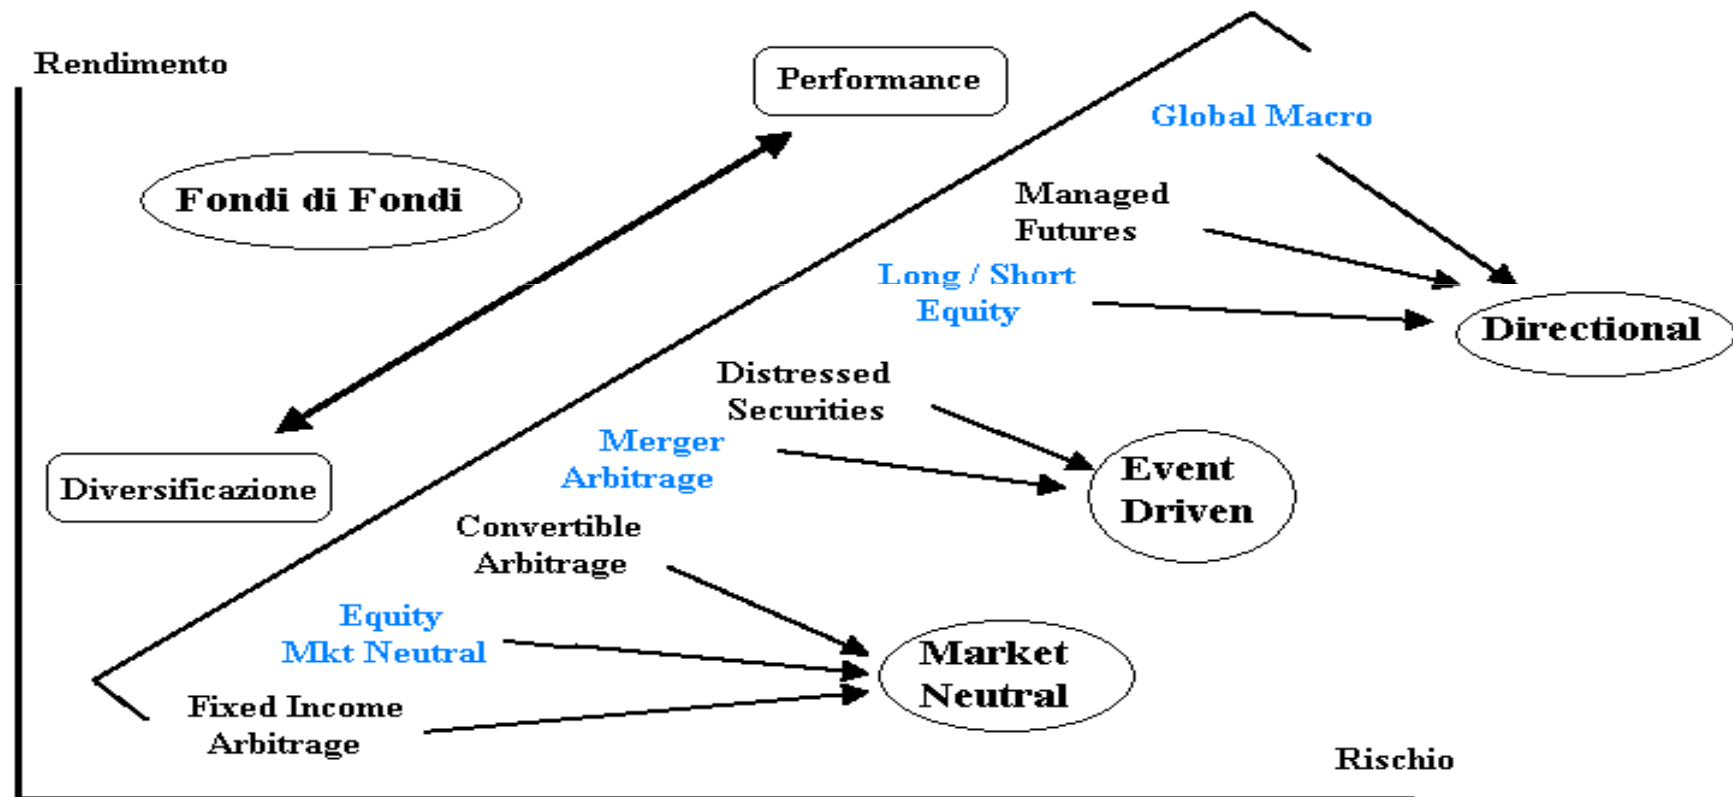 Rendimento
Performance
Global Macro
Fondi di Fondi
Managed
Futures
Long / Short
Equity
Directional
Distressed
Securities
Merger
Arbitrage
Event
Driven
Diversificazione
Convertible
Arbitrage
Equity
Mkt Neutral
Market
Neutral
Fixed Income
Arbitrage
Rischio